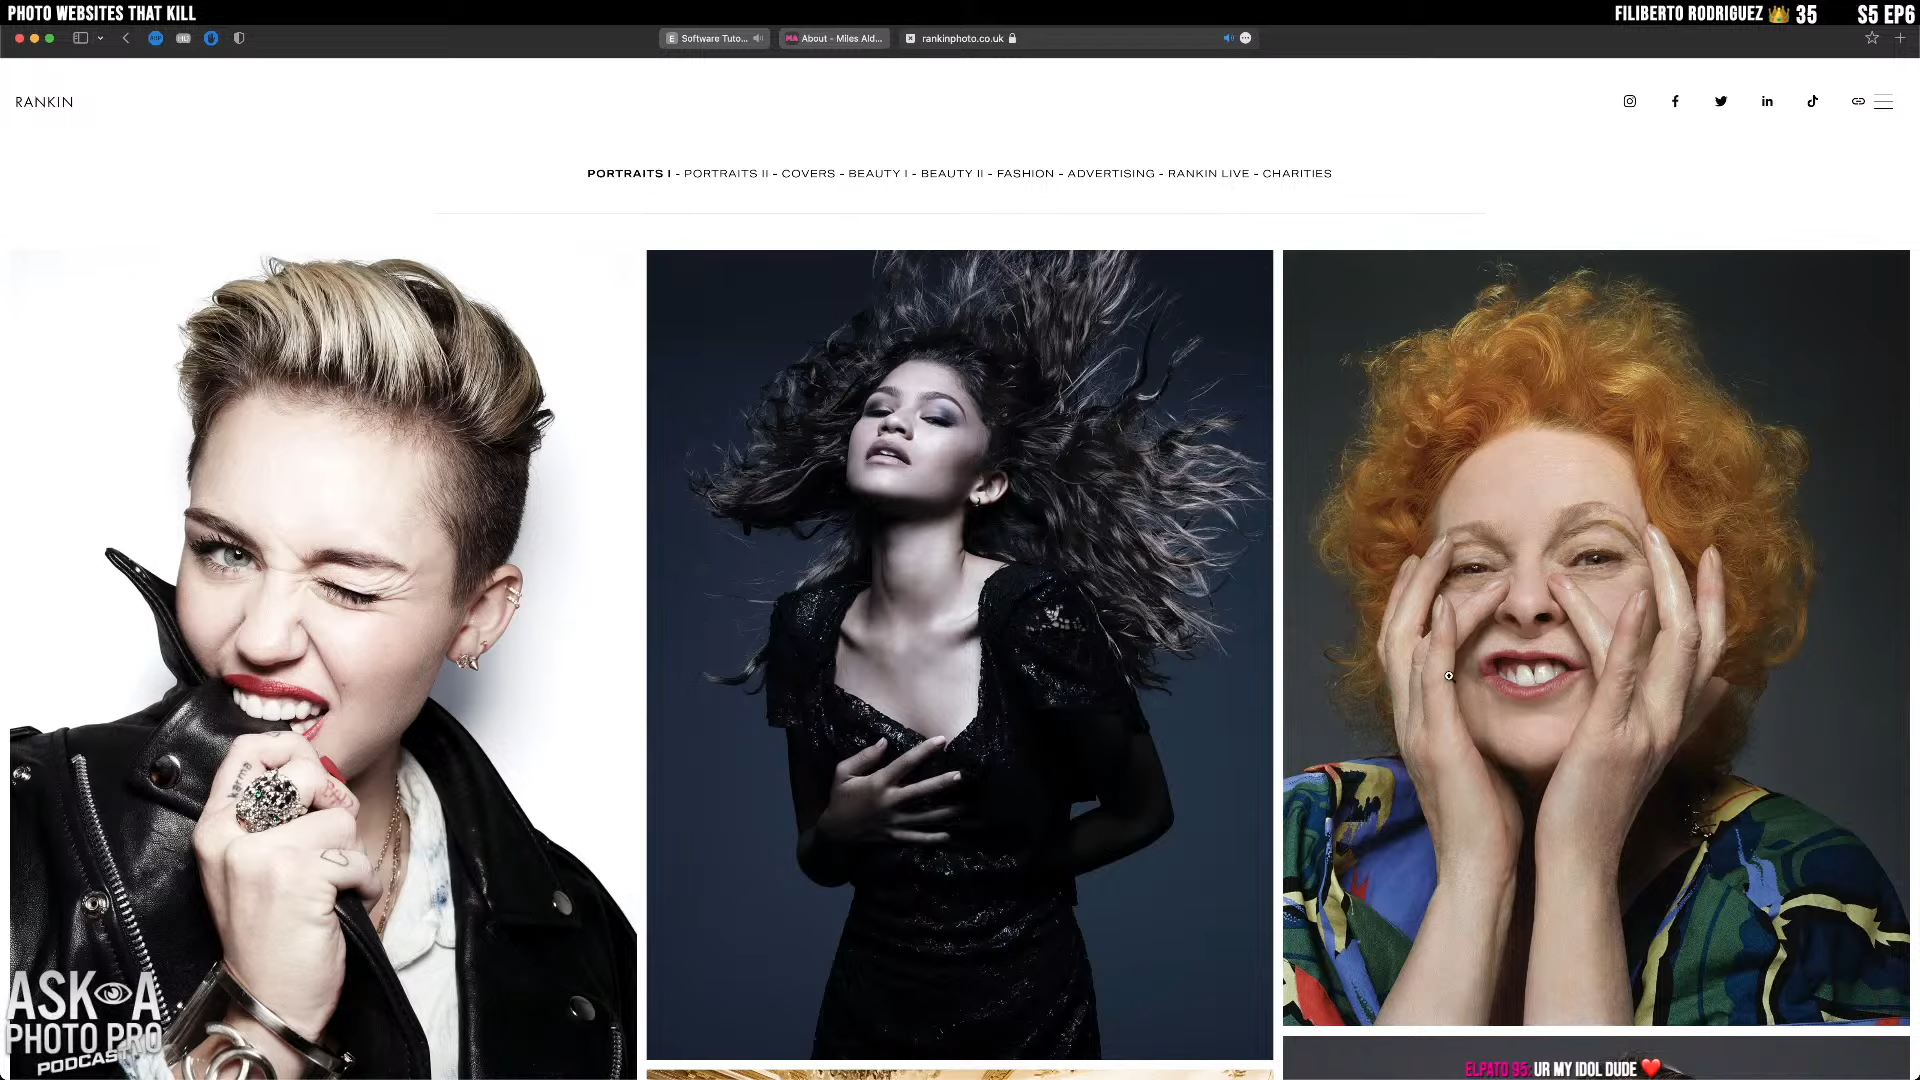 PHOTO WEBSITES THAT KILL
FILIBERTO RODRIGUEZ 👑 35
S5 EP6
Software Tuto...
About - Miles Ald...
rankinphoto.co.uk
RANKIN
PORTRAITS I - PORTRAITS II - COVERS - BEAUTY I - BEAUTY II - FASHION - ADVERTISING - RANKIN LIVE - CHARITIES
karma
ASK A
PHOTO PRO
PODCAST
ELPATO 95: UR MY IDOL DUDE ❤️